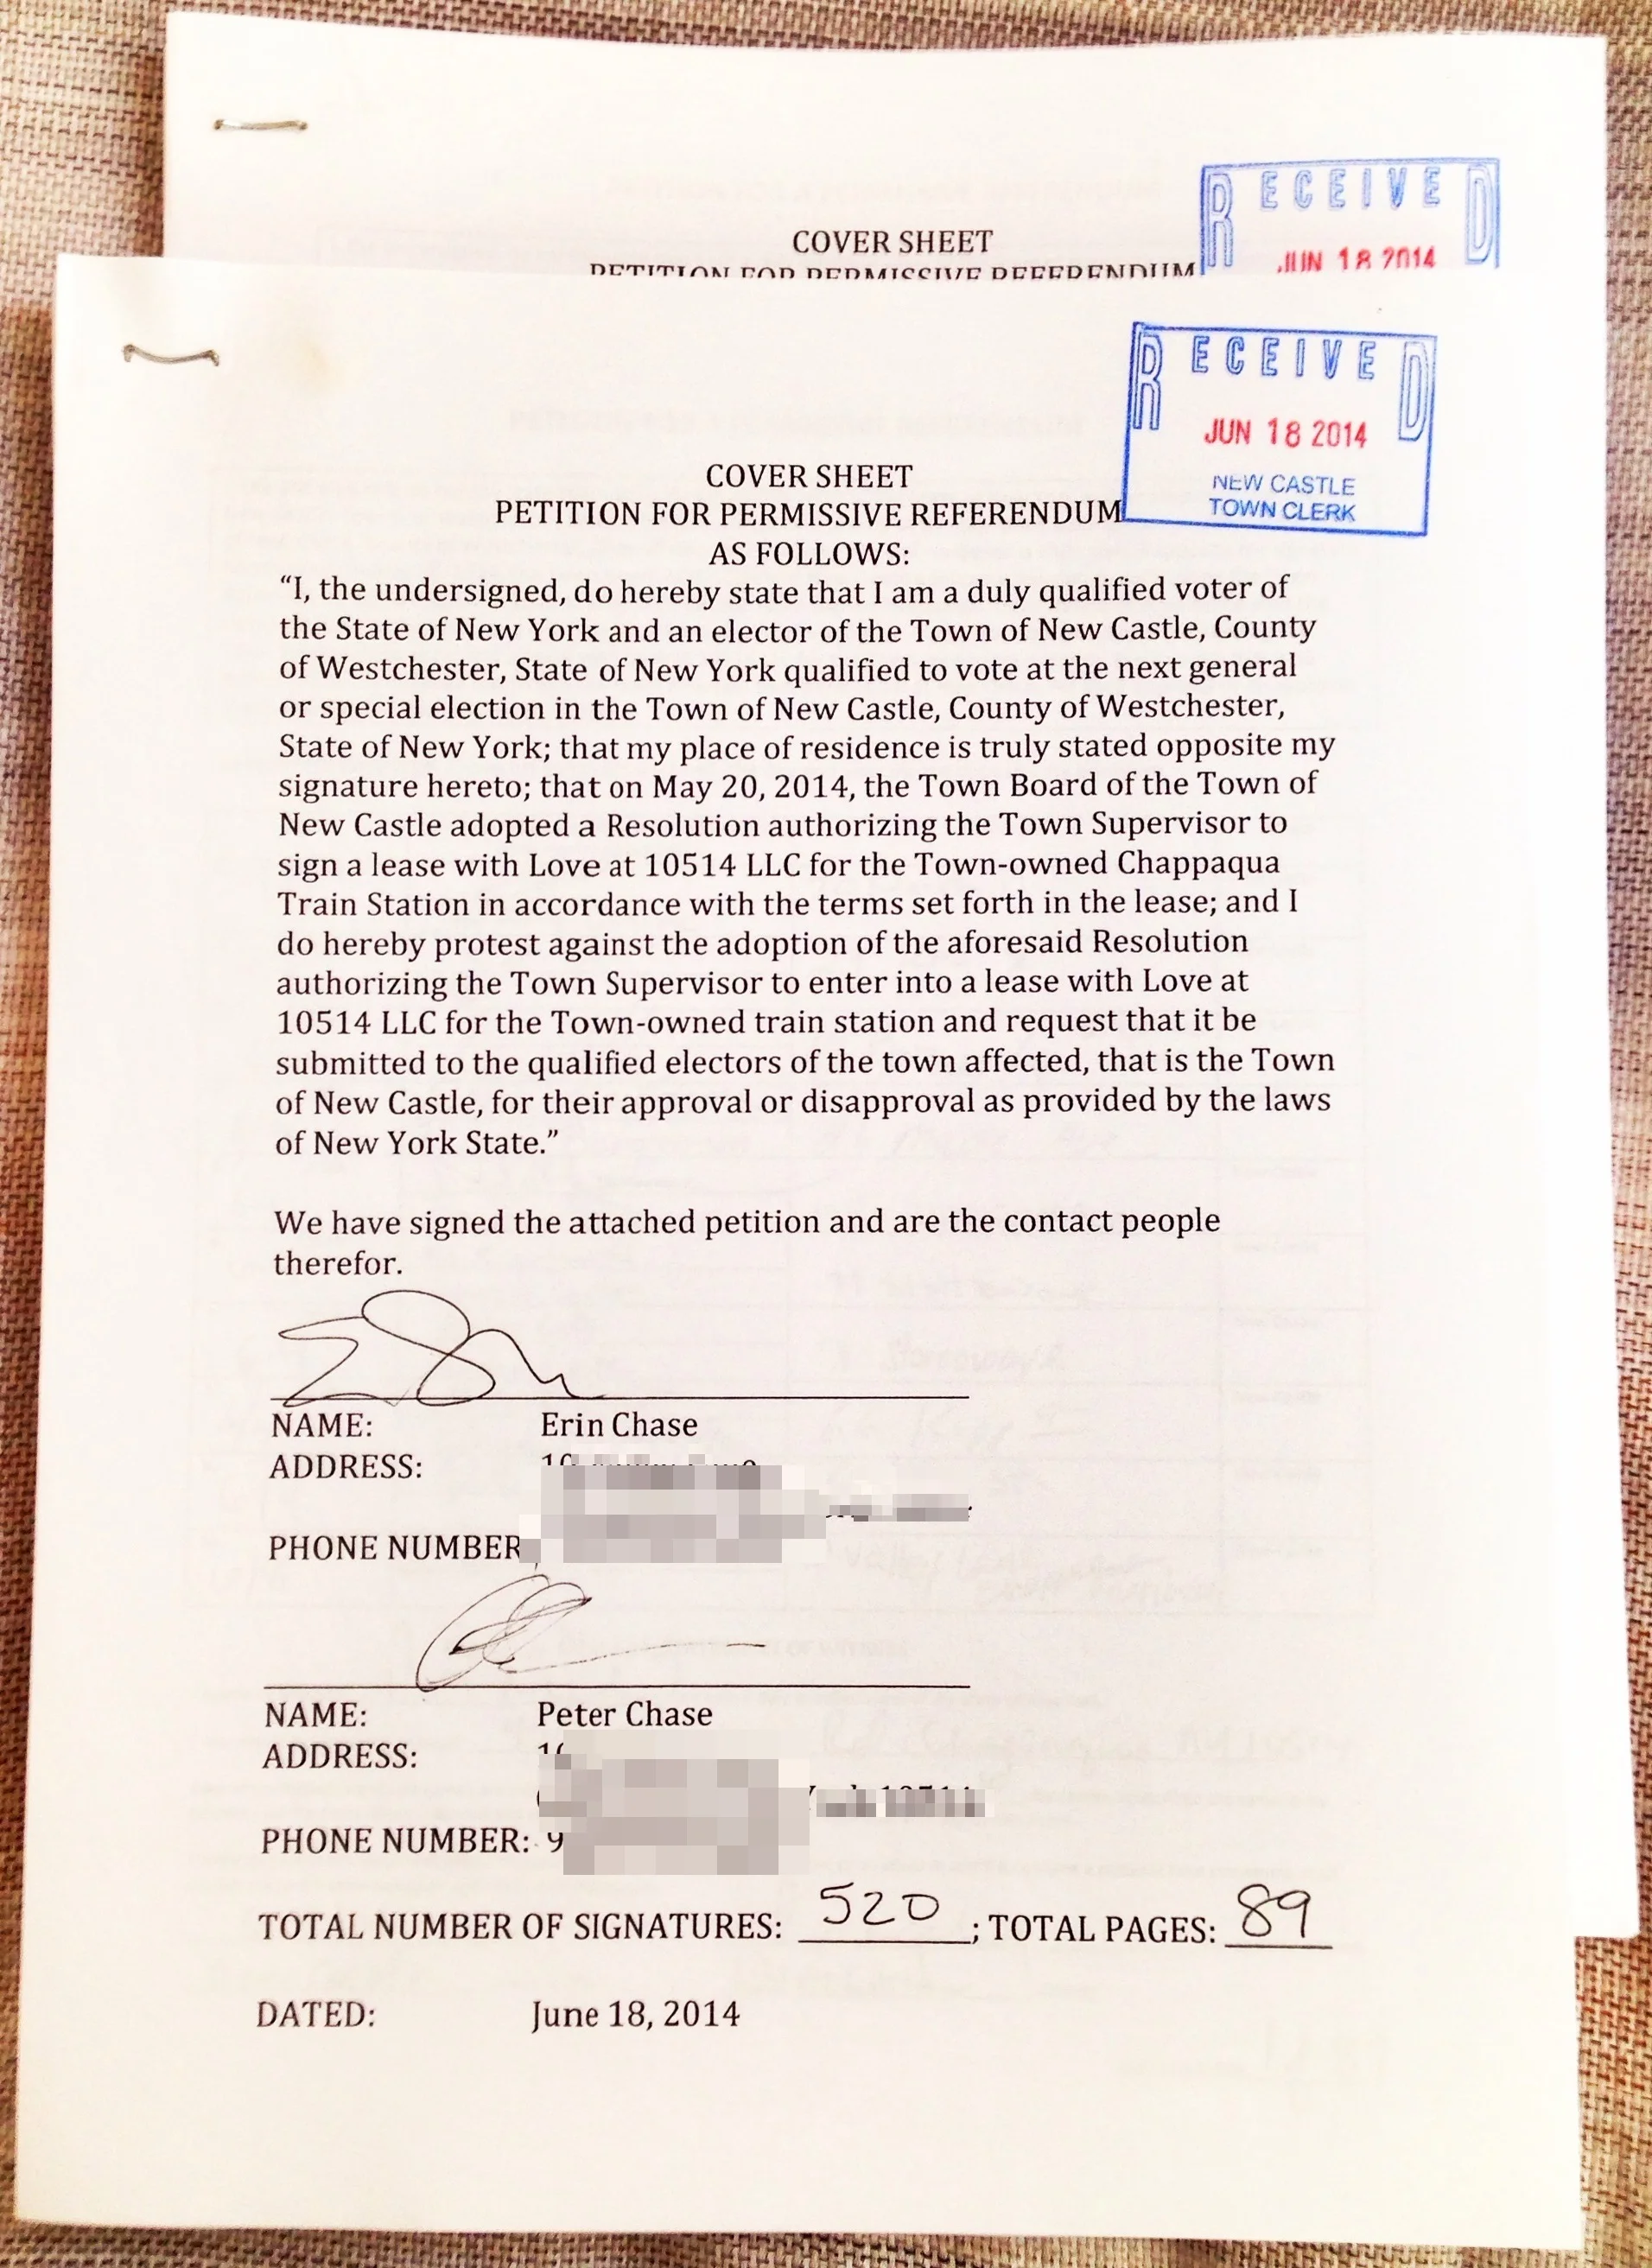 COVER SHEET
PETITION FOR PERMISSIVE REFERENDUM
RECEIVED
JUN 18 2014
RECEIVED
JUN 18 2014
NEW CASTLE
TOWN CLERK
COVER SHEET
PETITION FOR PERMISSIVE REFERENDUM
AS FOLLOWS:
“I, the undersigned, do hereby state that I am a duly qualified voter of
the State of New York and an elector of the Town of New Castle, County
of Westchester, State of New York qualified to vote at the next general
or special election in the Town of New Castle, County of Westchester,
State of New York; that my place of residence is truly stated opposite my
signature hereto; that on May 20, 2014, the Town Board of the Town of
New Castle adopted a Resolution authorizing the Town Supervisor to
sign a lease with Love at 10514 LLC for the Town-owned Chappaqua
Train Station in accordance with the terms set forth in the lease; and I
do hereby protest against the adoption of the aforesaid Resolution
authorizing the Town Supervisor to enter into a lease with Love at
10514 LLC for the Town-owned train station and request that it be
submitted to the qualified electors of the town affected, that is the Town
of New Castle, for their approval or disapproval as provided by the laws
of New York State.”
We have signed the attached petition and are the contact people
therefor.
NAME: Erin Chase
ADDRESS:
PHONE NUMBER
NAME: Peter Chase
ADDRESS:
PHONE NUMBER: 9
TOTAL NUMBER OF SIGNATURES: 520 ; TOTAL PAGES: 89
DATED: June 18, 2014